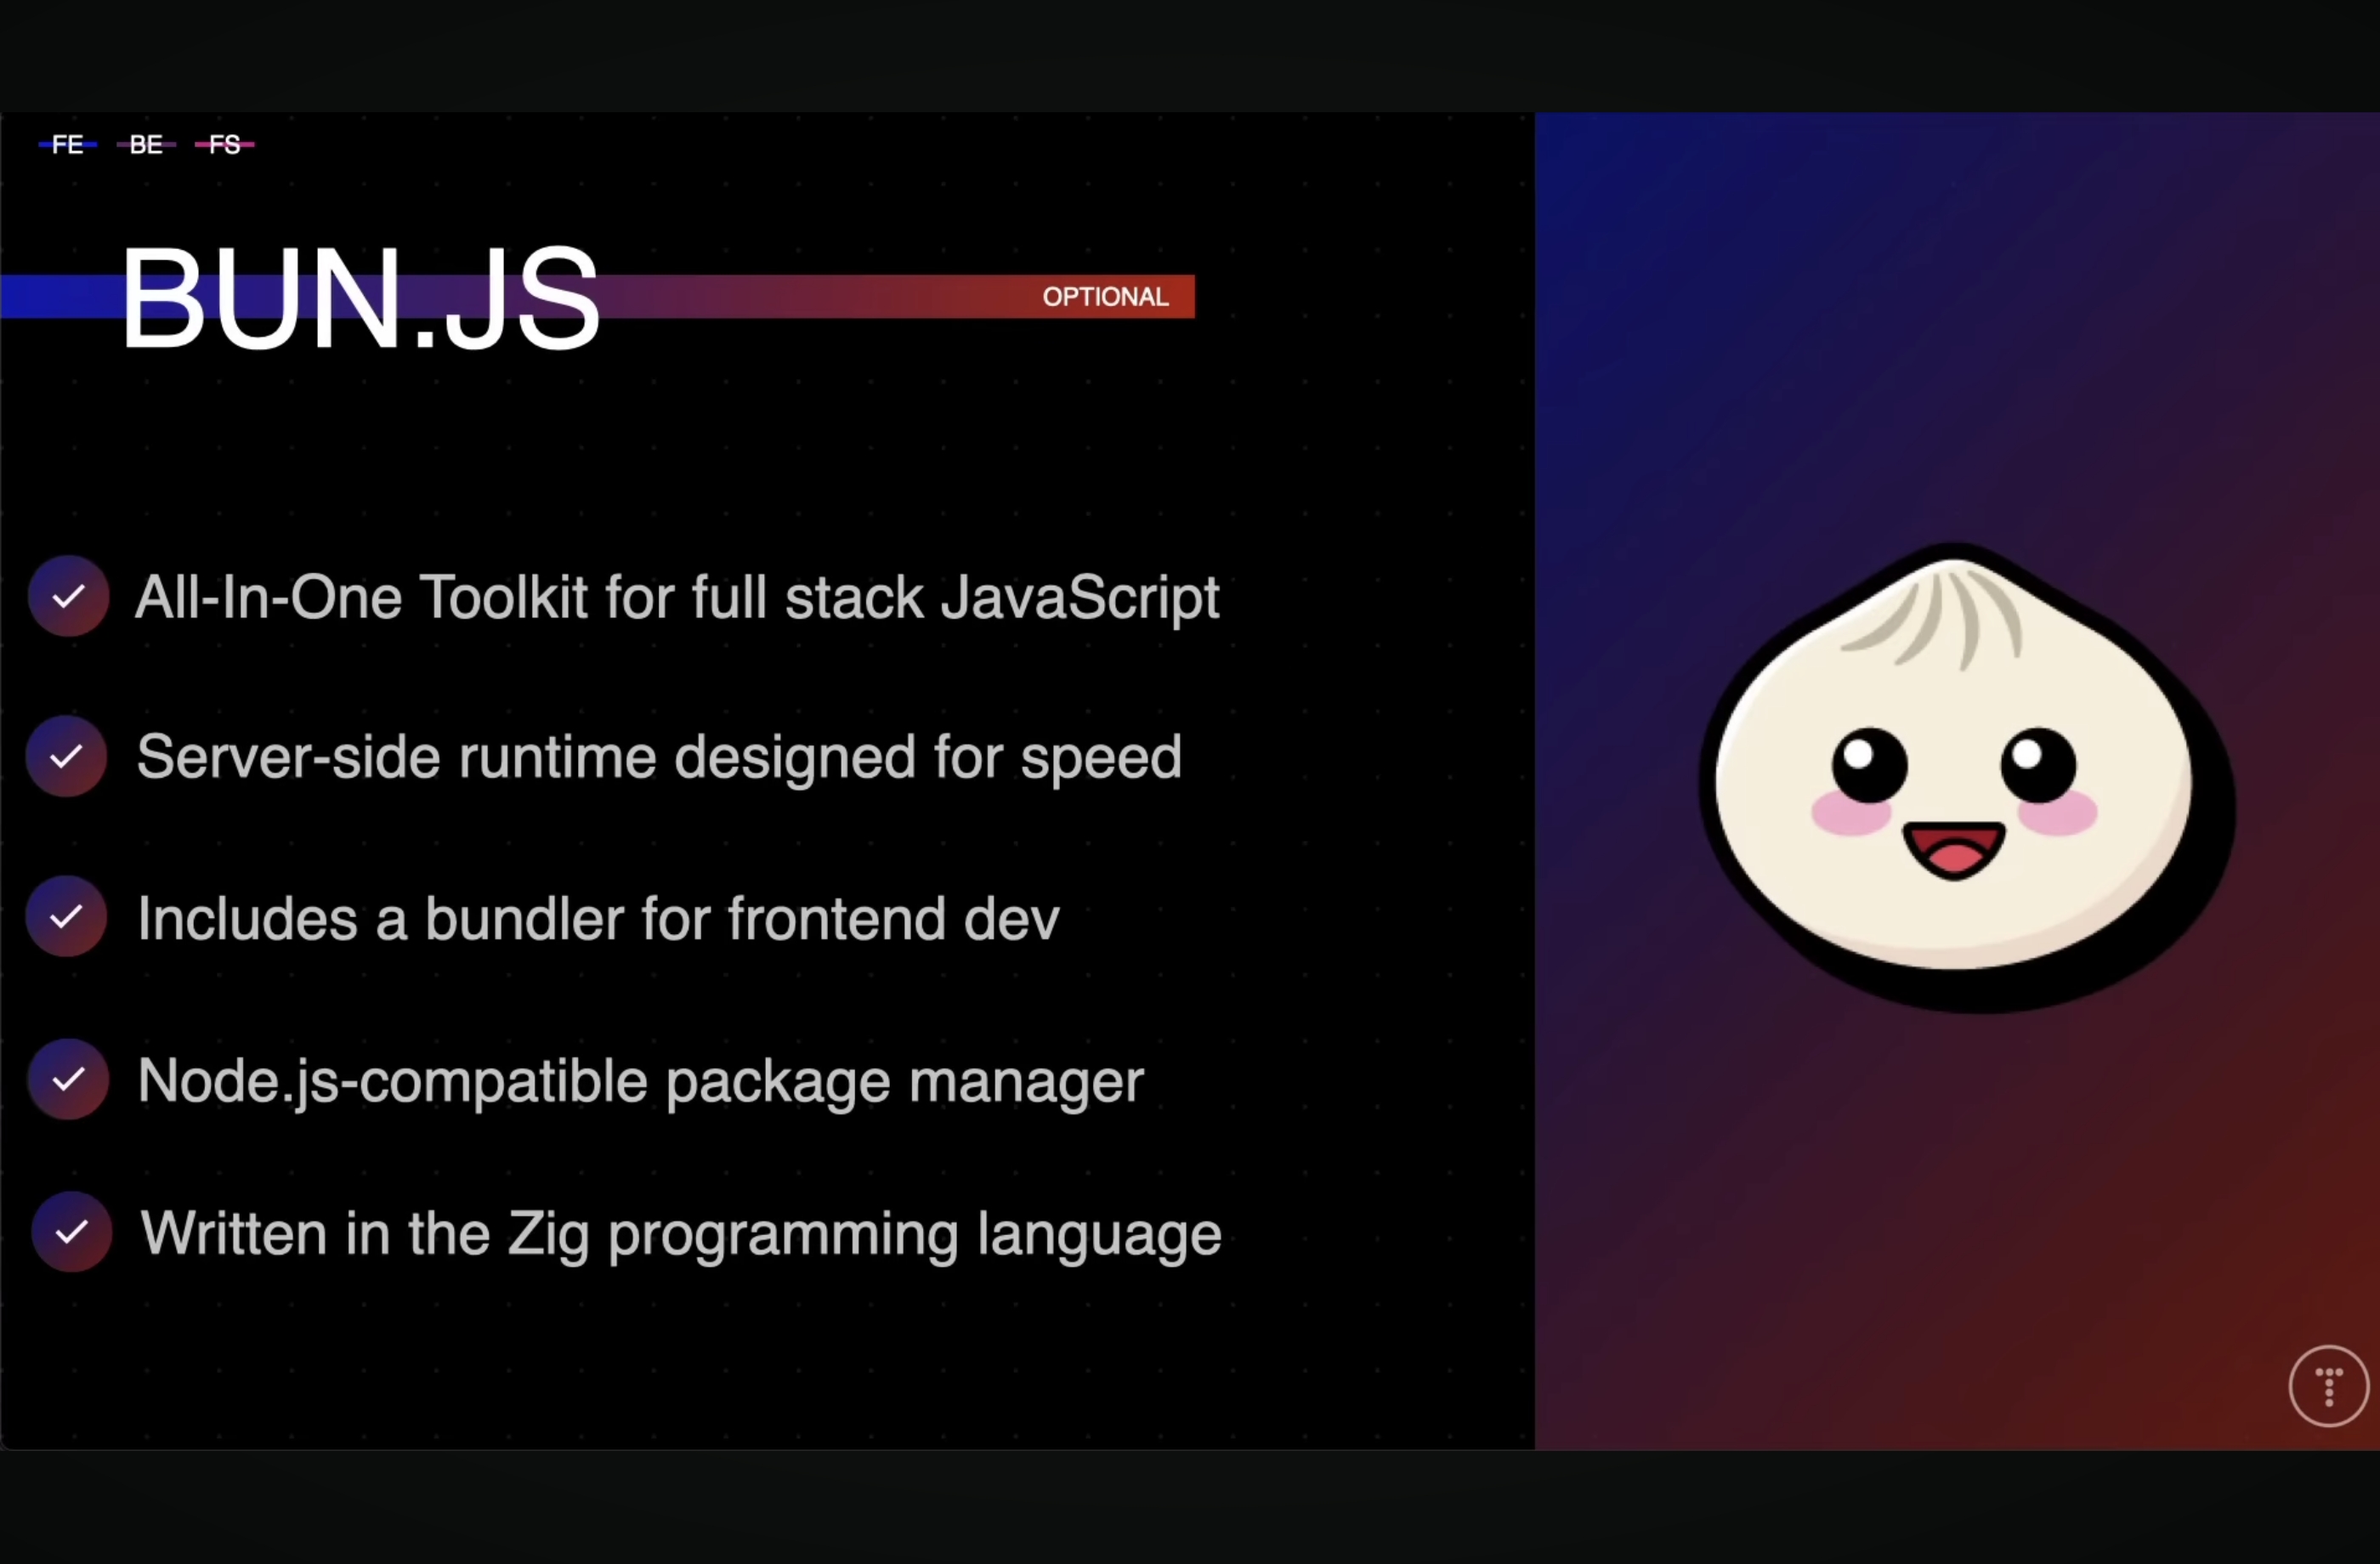 FE BE FS
BUN.JS
OPTIONAL
All-In-One Toolkit for full stack JavaScript
Server-side runtime designed for speed
Includes a bundler for frontend dev
Node.js-compatible package manager
Written in the Zig programming language
T